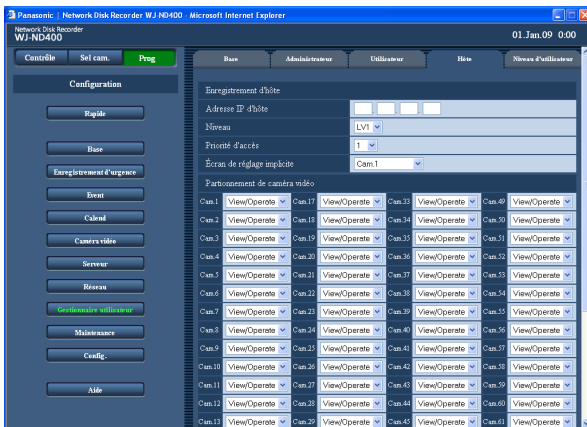 Panasonic | Network Disk Recorder WJ-ND400 - Microsoft Internet Explorer
Network Disk Recorder
WJ-ND400
01.Jan.09 0:00
Contrôle Sel cam. Prog
Configuration
Rapide
Base
Enregistrement d'urgence
Event
Calend
Caméra vidéo
Serveur
Réseau
Gestionnaire utilisateur
Maintenance
Config.
Aide
Base Administrateur Utilisateur Hôte Niveau d'utilisateur
Enregistrement d'hôte
Adresse IP d'hôte . . .
Niveau LV1
Priorité d'accès 1
Écran de réglage implicite Cam.1
Partionnement de caméra vidéo
Cam.1 View/Operate Cam.17 View/Operate Cam.33 View/Operate Cam.49 View/Operate
Cam.2 View/Operate Cam.18 View/Operate Cam.34 View/Operate Cam.50 View/Operate
Cam.3 View/Operate Cam.19 View/Operate Cam.35 View/Operate Cam.51 View/Operate
Cam.4 View/Operate Cam.20 View/Operate Cam.36 View/Operate Cam.52 View/Operate
Cam.5 View/Operate Cam.21 View/Operate Cam.37 View/Operate Cam.53 View/Operate
Cam.6 View/Operate Cam.22 View/Operate Cam.38 View/Operate Cam.54 View/Operate
Cam.7 View/Operate Cam.23 View/Operate Cam.39 View/Operate Cam.55 View/Operate
Cam.8 View/Operate Cam.24 View/Operate Cam.40 View/Operate Cam.56 View/Operate
Cam.9 View/Operate Cam.25 View/Operate Cam.41 View/Operate Cam.57 View/Operate
Cam.10 View/Operate Cam.26 View/Operate Cam.42 View/Operate Cam.58 View/Operate
Cam.11 View/Operate Cam.27 View/Operate Cam.43 View/Operate Cam.59 View/Operate
Cam.12 View/Operate Cam.28 View/Operate Cam.44 View/Operate Cam.60 View/Operate
Cam.13 View/Operate Cam.29 View/Operate Cam.45 View/Operate Cam.61 View/Operate